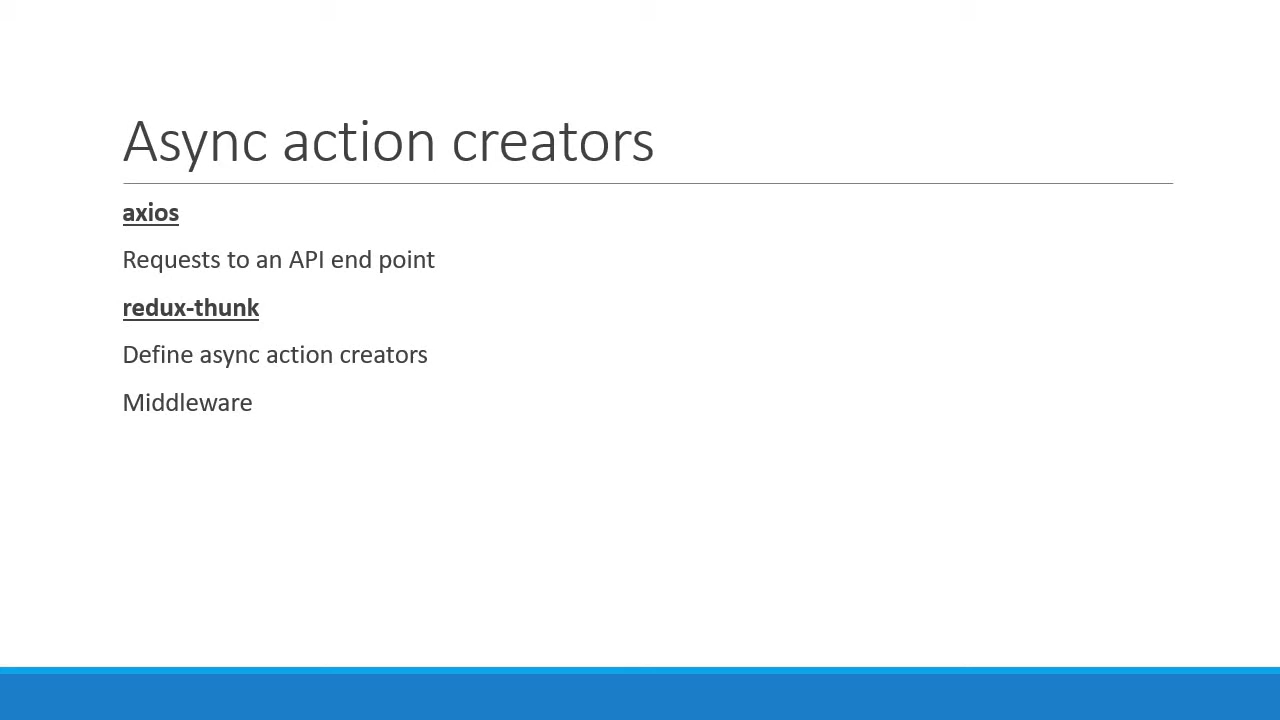 Async action creators
axios
Requests to an API end point
redux-thunk
Define async action creators
Middleware